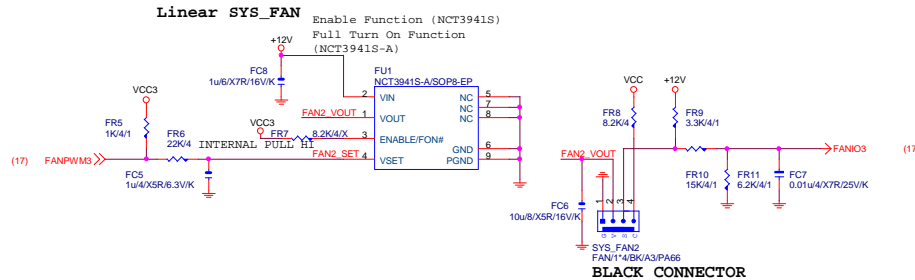 Linear SYS_FAN
Enable Function (NCT3941S)
Full Turn On Function
(NCT3941S-A)
+12V
FC8
1u/6/X7R/16V/K
FU1
NCT3941S-A/SOP8-EP
2
VIN
NC
5
NC
7
FAN2_VOUT
1
VOUT
NC
8
VCC3
FR7
8.2K/4/X
3
ENABLE/FON#
INTERNAL PULL HI
GND
6
FAN2_SET
4
VSET
PGND
9
VCC3
FR5
1K/4/1
FR6
22K/4
(17)
FANPWM3
FC5
1u/4/X5R/6.3V/K
VCC
+12V
FR8
8.2K/4
FR9
3.3K/4/1
FAN2_VOUT
FANIO3
(17
FR10
15K/4/1
FR11
6.2K/4/1
FC7
0.01u/4/X7R/25V/K
FC6
10u/8/X5R/16V/K
1
2
3
4
G
V
S
C
SYS_FAN2
FAN/1*4/BK/A3/PA66
BLACK CONNECTOR